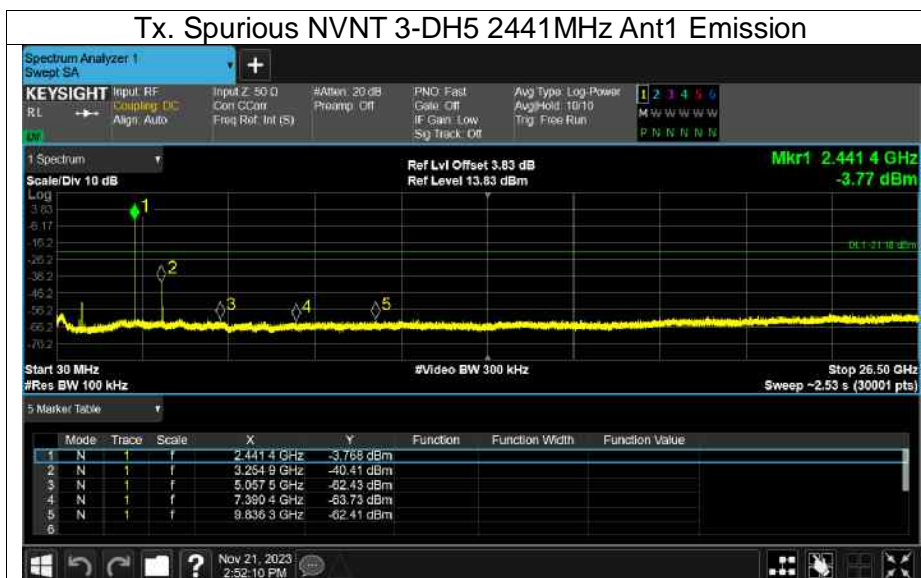 Tx. Spurious NVNT 3-DH5 2441MHz Ant1 Emission
Spectrum Analyzer 1
Swept SA
+
KEYSIGHT Input: RF Input Z: 50 Ω #Atten: 20 dB PNO: Fast Avg Type: Log-Power 1 2 3 4 5 6
RL Coupling: DC Corr CCorr Preamp: Off Gate: Off Avg|Hold: 10/10 M W W W W W
Align: Auto Freq Ref: Int (S) IF Gain: Low Trig: Free Run
Sig Track: Off P N N N N N
1 Spectrum Ref Lvl Offset 3.83 dB Mkr1 2.441 4 GHz
Scale/Div 10 dB Ref Level 13.83 dBm -3.77 dBm
Log
3.83 1
-6.17
-16.2 DL1 -21.18 dBm
-26.2
-36.2 2
-46.2
-56.2 3 4 5
-66.2
-76.2
Start 30 MHz #Video BW 300 kHz Stop 26.50 GHz
#Res BW 100 kHz Sweep ~2.53 s (30001 pts)
5 Marker Table
Mode Trace Scale X Y Function Function Width Function Value
1 N 1 f 2.441 4 GHz -3.768 dBm
2 N 1 f 3.254 9 GHz -40.41 dBm
3 N 1 f 5.057 5 GHz -62.43 dBm
4 N 1 f 7.390 4 GHz -63.73 dBm
5 N 1 f 9.836 3 GHz -62.41 dBm
6
? Nov 21, 2023
2:52:10 PM